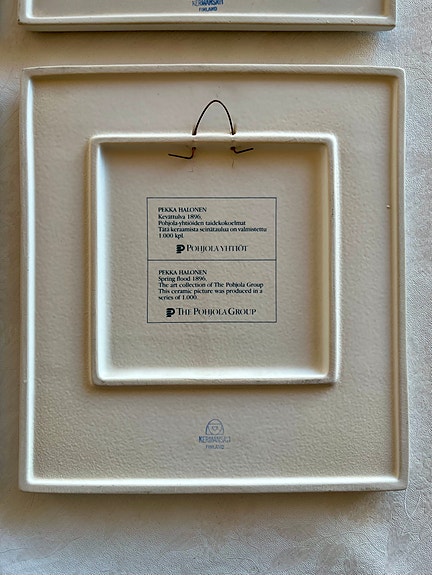 KERMANSAVI
FINLAND
PEKKA HALONEN
Kevättulva 1896.
Pohjola-yhtiöiden taidekokoelmat
Tätä keraamista seinätaulua on valmistettu
1.000 kpl.
POHJOLA YHTIÖT
PEKKA HALONEN
Spring flood 1896.
The art collection of The Pohjola Group
This ceramic picture was produced in a
series of 1.000.
THE POHJOLA GROUP
KERMANSAVI
FINLAND